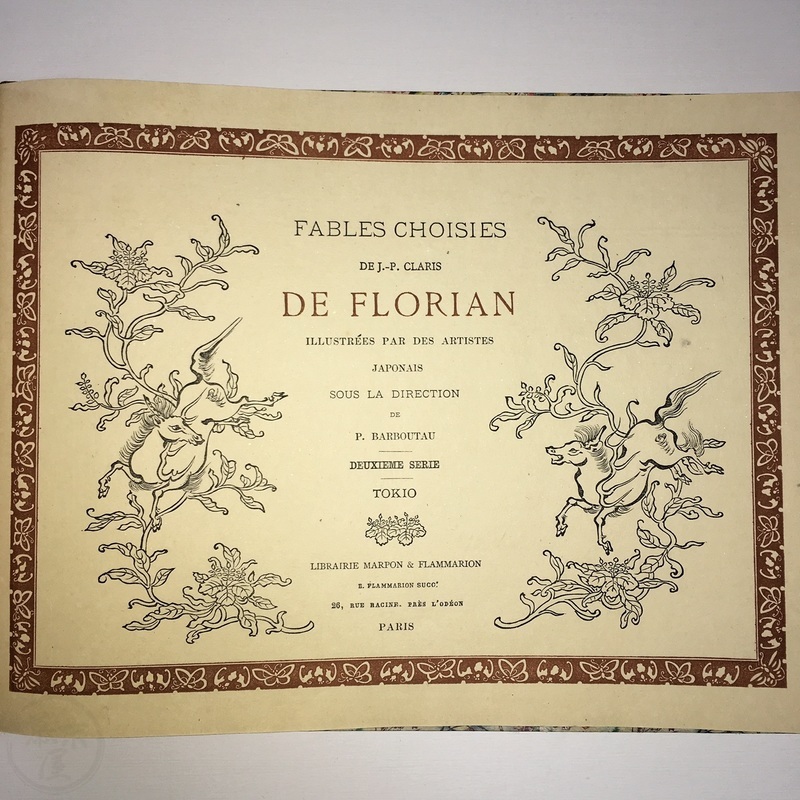 FABLES CHOISIES
DE J.-P. CLARIS
DE FLORIAN
ILLUSTRÉES PAR DES ARTISTES
JAPONAIS
SOUS LA DIRECTION
DE
P. BARBOUTAU
DEUXIEME SERIE
TOKIO
LIBRAIRIE MARPON & FLAMMARION
E. FLAMMARION SUCCr
26, RUE RACINE. PRÈS L'ODÉON
PARIS